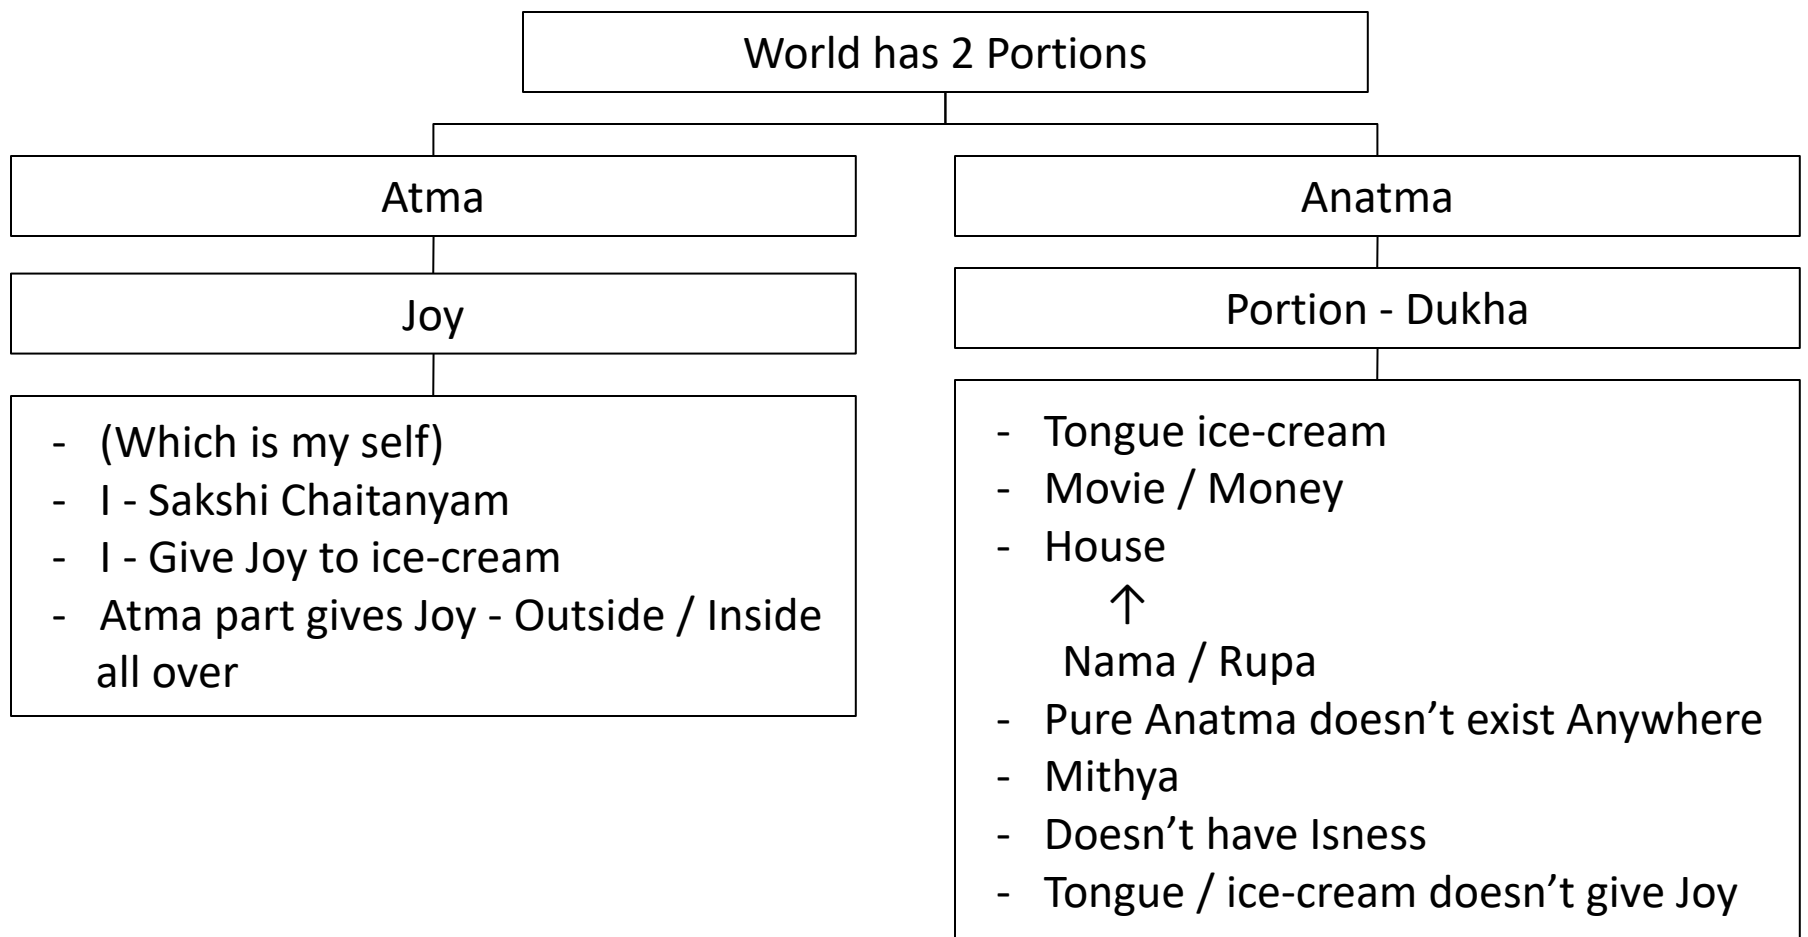 World has 2 Portions
Atma
Joy
- (Which is my self)
- I - Sakshi Chaitanyam
- I - Give Joy to ice-cream
- Atma part gives Joy - Outside / Inside
all over
Anatma
Portion - Dukha
- Tongue ice-cream
- Movie / Money
- House
↑
Nama / Rupa
- Pure Anatma doesn’t exist Anywhere
- Mithya
- Doesn’t have Isness
- Tongue / ice-cream doesn’t give Joy